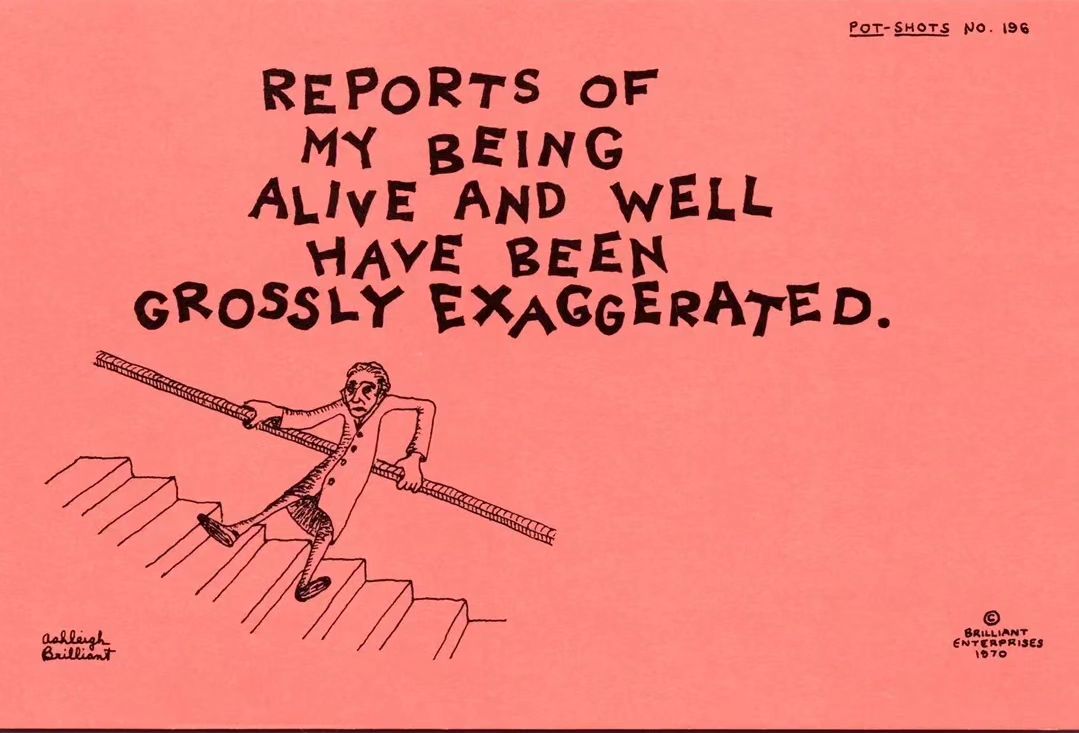 POT-SHOTS NO. 196
REPORTS OF
MY BEING
ALIVE AND WELL
HAVE BEEN
GROSSLY EXAGGERATED.
Ashleigh
Brilliant
©
BRILLIANT
ENTERPRISES
1970